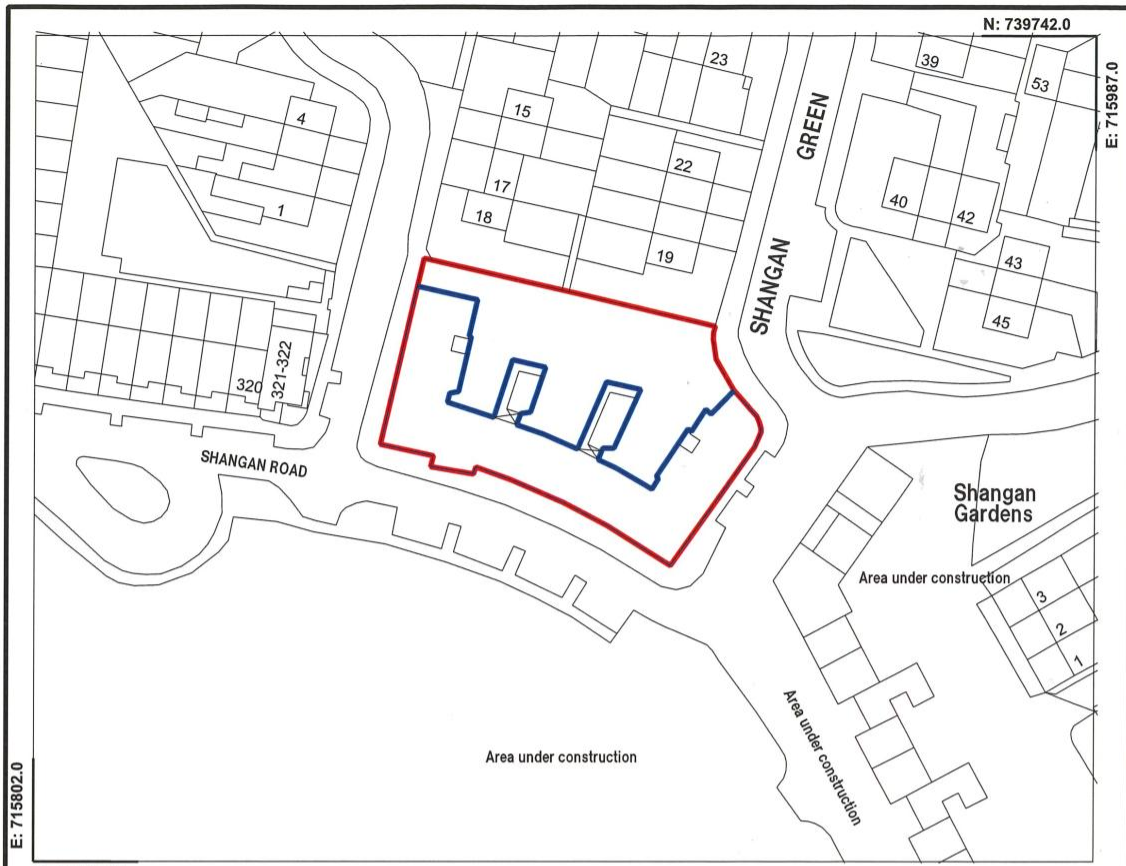 N: 739742.0
E: 715987.0
23
39
53
4
15
GREEN
22
17
40
42
1
18
19
43
SHANGAN
45
320
321-322
SHANGAN ROAD
Shangan
Gardens
Area under construction
3
2
1
Area under construction
Area under construction
E: 715802.0